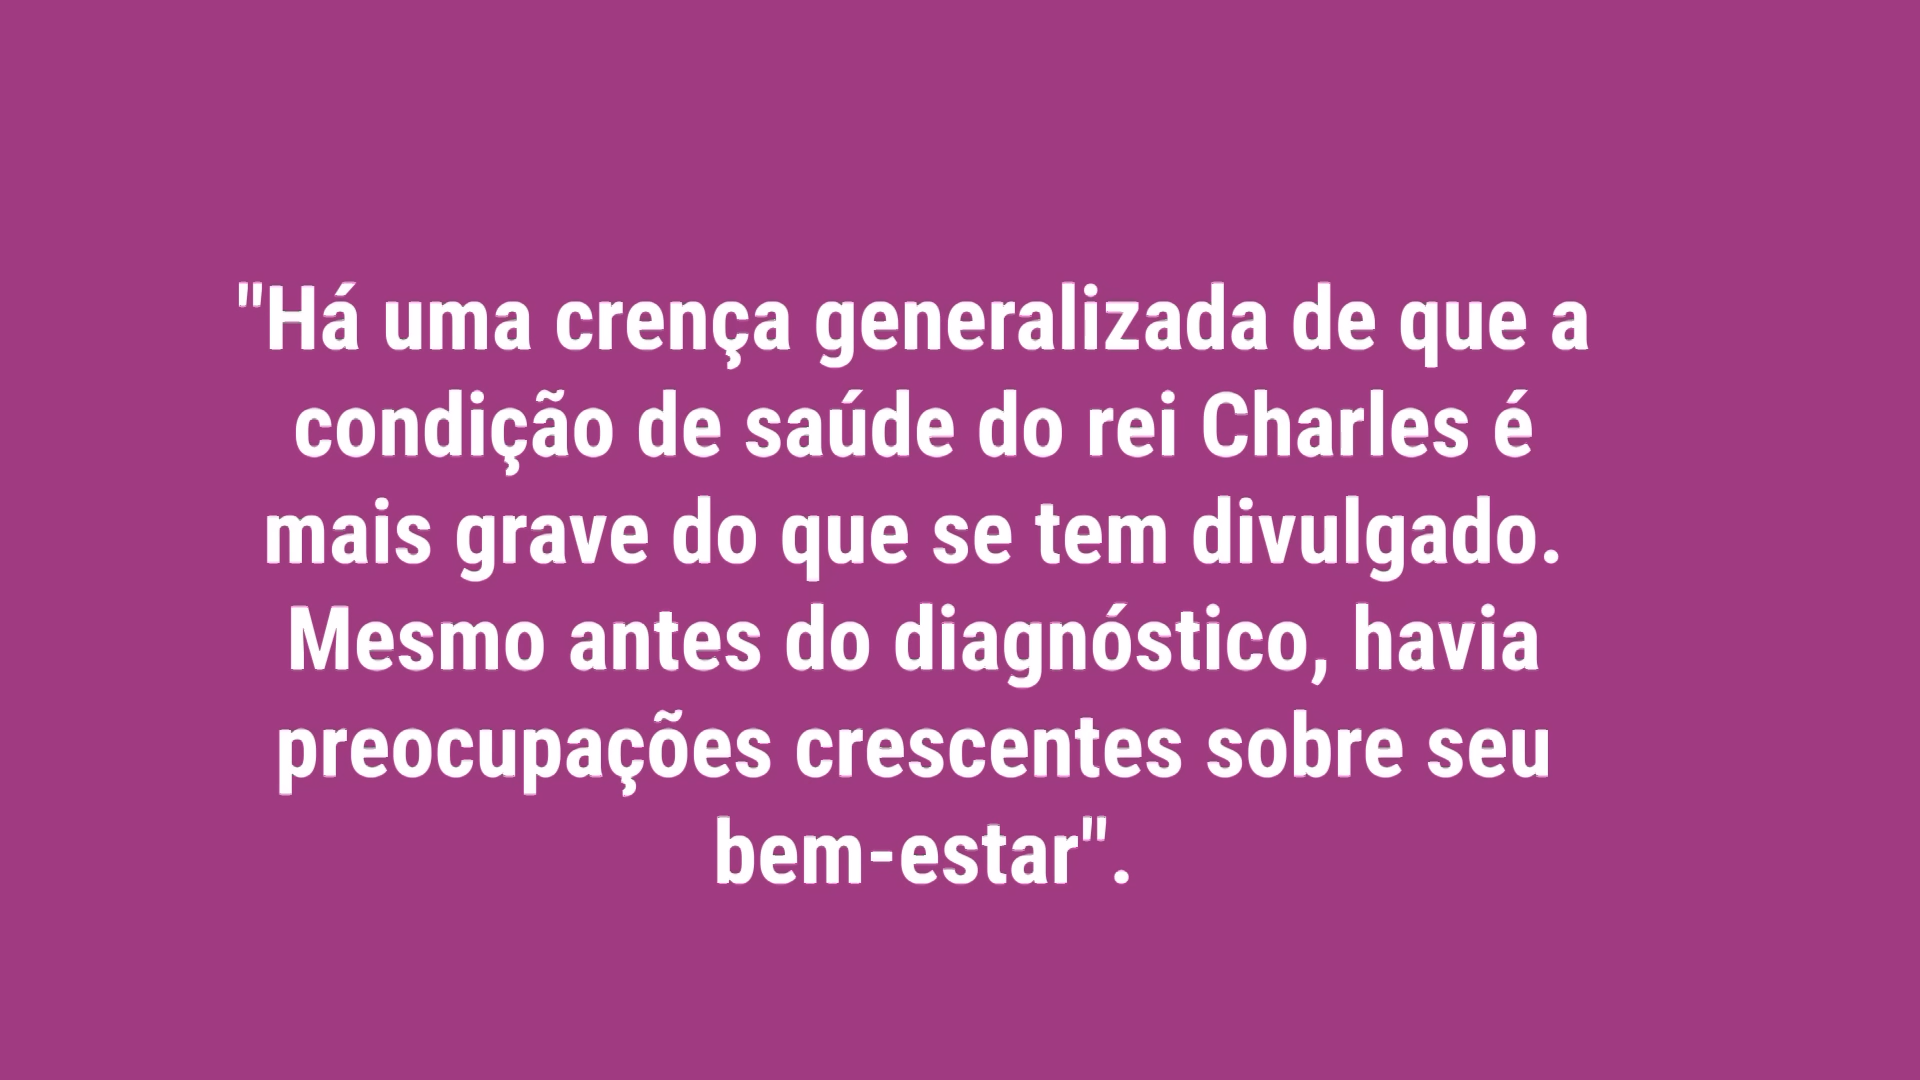 "Há uma crença generalizada de que a
condição de saúde do rei Charles é
mais grave do que se tem divulgado.
Mesmo antes do diagnóstico, havia
preocupações crescentes sobre seu
bem-estar".